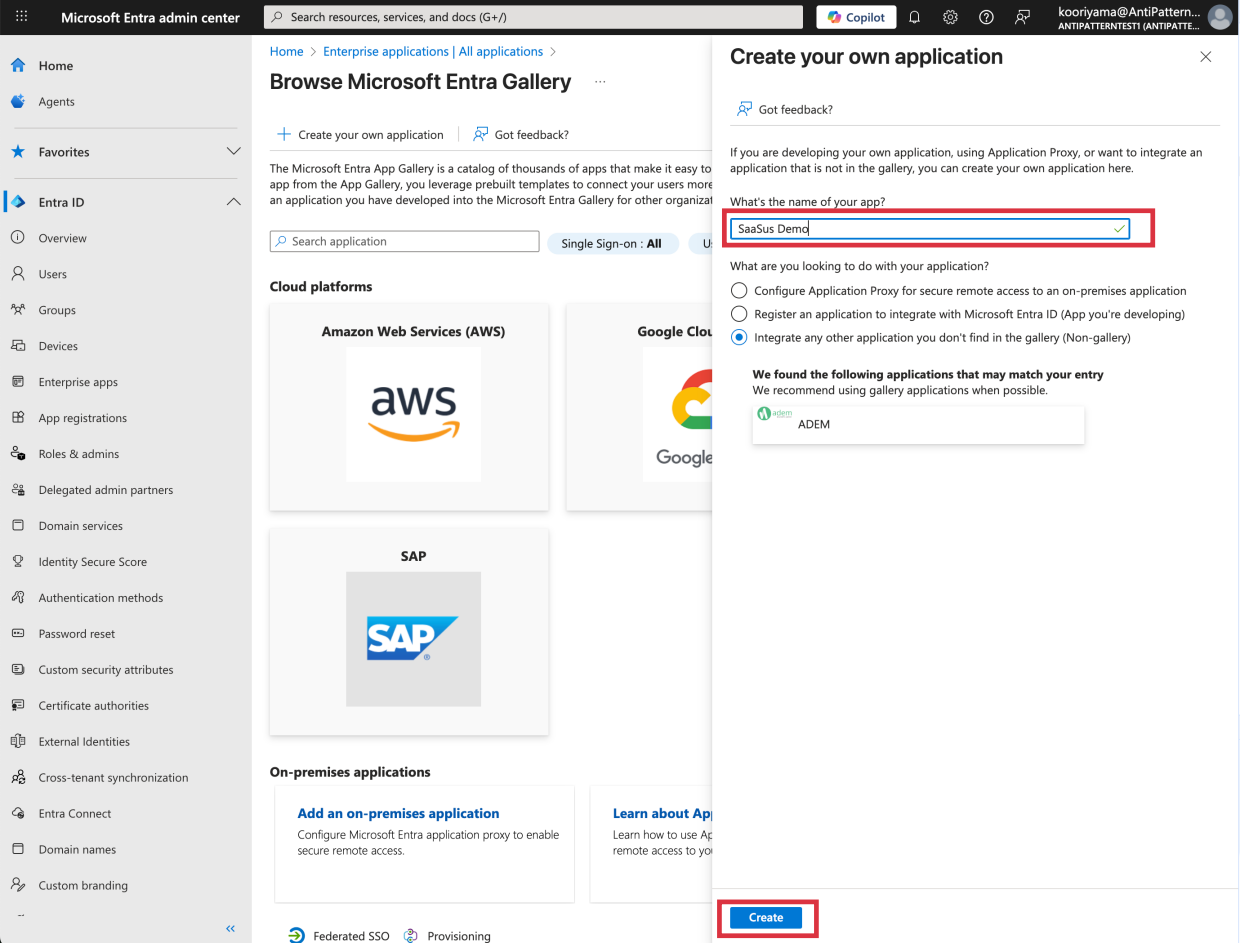 Microsoft Entra admin center
Search resources, services, and docs (G+/)
Copilot
kooriyama@AntiPattern...
ANTIPATTERNTEST1 (ANTIPATTE...
Home
Agents
Favorites
Entra ID
Overview
Users
Groups
Devices
Enterprise apps
App registrations
Roles & admins
Delegated admin partners
Domain services
Identity Secure Score
Authentication methods
Password reset
Custom security attributes
Certificate authorities
External Identities
Cross-tenant synchronization
Entra Connect
Domain names
Custom branding
Home > Enterprise applications | All applications >
Browse Microsoft Entra Gallery ...
Create your own application
Got feedback?
The Microsoft Entra App Gallery is a catalog of thousands of apps that make it easy to
app from the App Gallery, you leverage prebuilt templates to connect your users more
an application you have developed into the Microsoft Entra Gallery for other organizat
Search application
Single Sign-on : All
Us
Cloud platforms
Amazon Web Services (AWS)
aws
Google Clou
Google
SAP
SAP
On-premises applications
Add an on-premises application
Configure Microsoft Entra application proxy to enable
secure remote access.
Learn about App
Learn how to use Ap
remote access to you
Federated SSO
Provisioning
Create your own application
Got feedback?
If you are developing your own application, using Application Proxy, or want to integrate an
application that is not in the gallery, you can create your own application here.
What's the name of your app?
SaaSus Demo
What are you looking to do with your application?
Configure Application Proxy for secure remote access to an on-premises application
Register an application to integrate with Microsoft Entra ID (App you're developing)
Integrate any other application you don't find in the gallery (Non-gallery)
We found the following applications that may match your entry
We recommend using gallery applications when possible.
adem
ADEM
Create